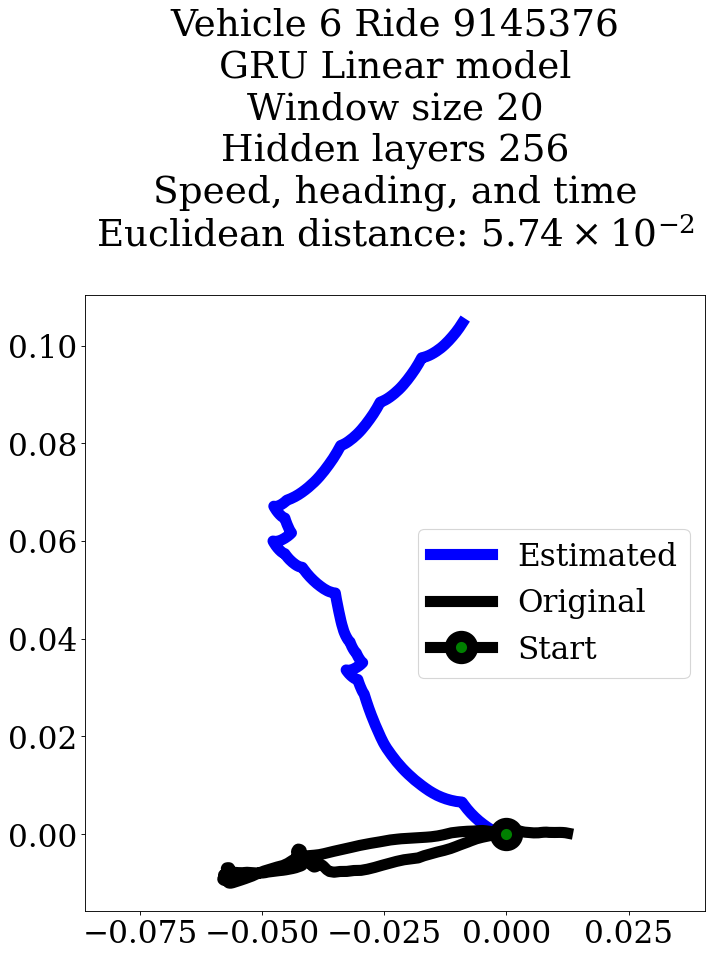 Vehicle 6 Ride 9145376
GRU Linear model
Window size 20
Hidden layers 256
Speed, heading, and time
Euclidean distance: 5.74 × 10⁻²
0.10
0.08
0.06
0.04
0.02
0.00
Estimated
Original
Start
−0.075 −0.050 −0.025 0.000 0.025